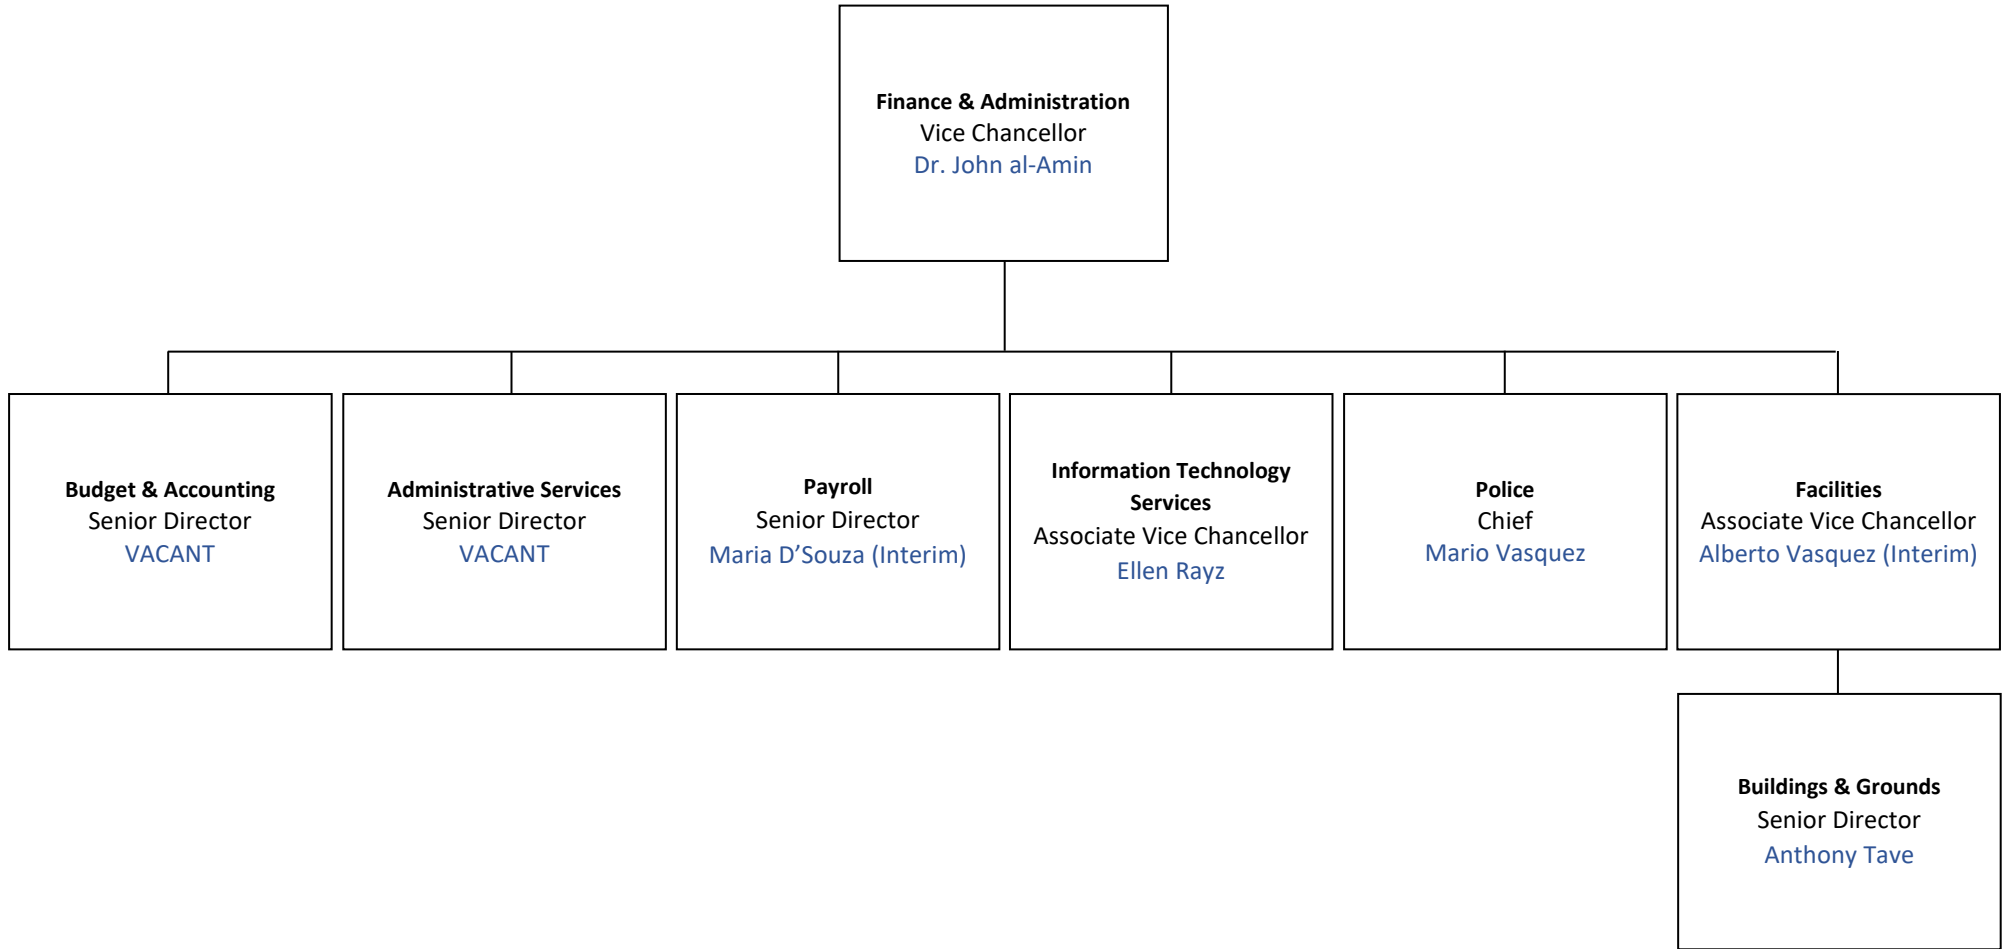 Finance & Administration
Vice Chancellor
Dr. John al-Amin
Budget & Accounting
Senior Director
VACANT
Administrative Services
Senior Director
VACANT
Payroll
Senior Director
Maria D’Souza (Interim)
Information Technology
Services
Associate Vice Chancellor
Ellen Rayz
Police
Chief
Mario Vasquez
Facilities
Associate Vice Chancellor
Alberto Vasquez (Interim)
Buildings & Grounds
Senior Director
Anthony Tave